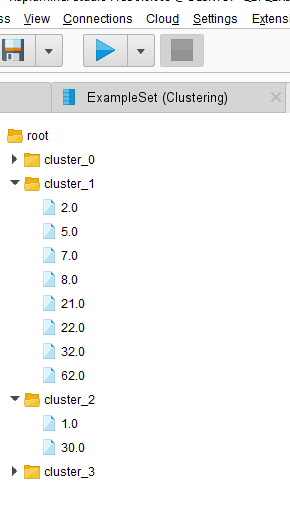 ss View Connections Cloud Settings Extens
ExampleSet (Clustering)
root
cluster_0
cluster_1
2.0
5.0
7.0
8.0
21.0
22.0
32.0
62.0
cluster_2
1.0
30.0
cluster_3